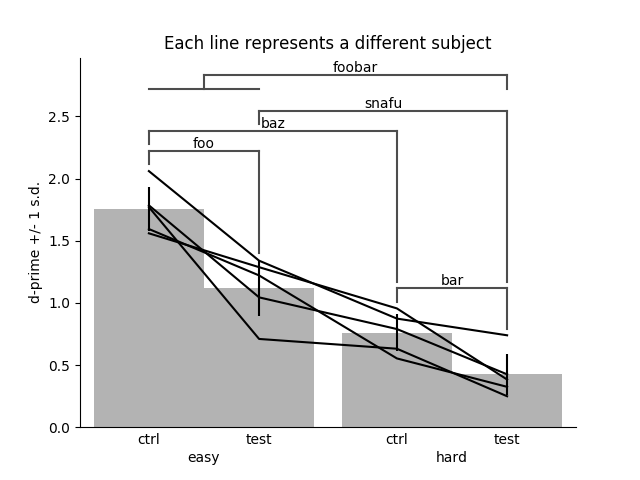 Each line represents a different subject
foobar
snafu
baz
foo
bar
d-prime +/- 1 s.d.
2.5
2.0
1.5
1.0
0.5
0.0
ctrl test ctrl test
easy hard